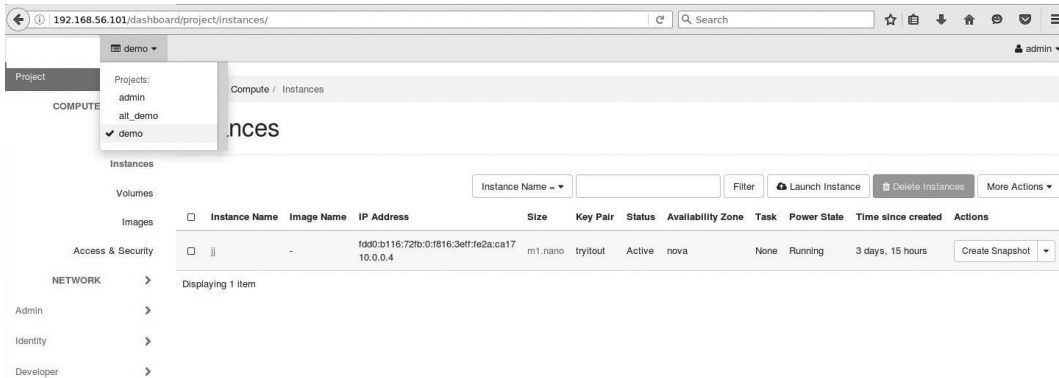 192.168.56.101/dashboard/project/instances/
Search
demo
admin
Project
Projects:
admin
alt_demo
demo
Compute / Instances
COMPUTE
nces
Instances
Volumes
Images
Access & Security
NETWORK
Admin
Identity
Developer
Instance Name = Filter Launch Instance Delete Instances More Actions
Instance Name Image Name IP Address Size Key Pair Status Availability Zone Task Power State Time since created Actions
jj - fdd0:b116:72fb:0:f816:3eff:fe2a:ca17 m1.nano tryitout Active nova None Running 3 days, 15 hours Create Snapshot
10.0.0.4
Displaying 1 item